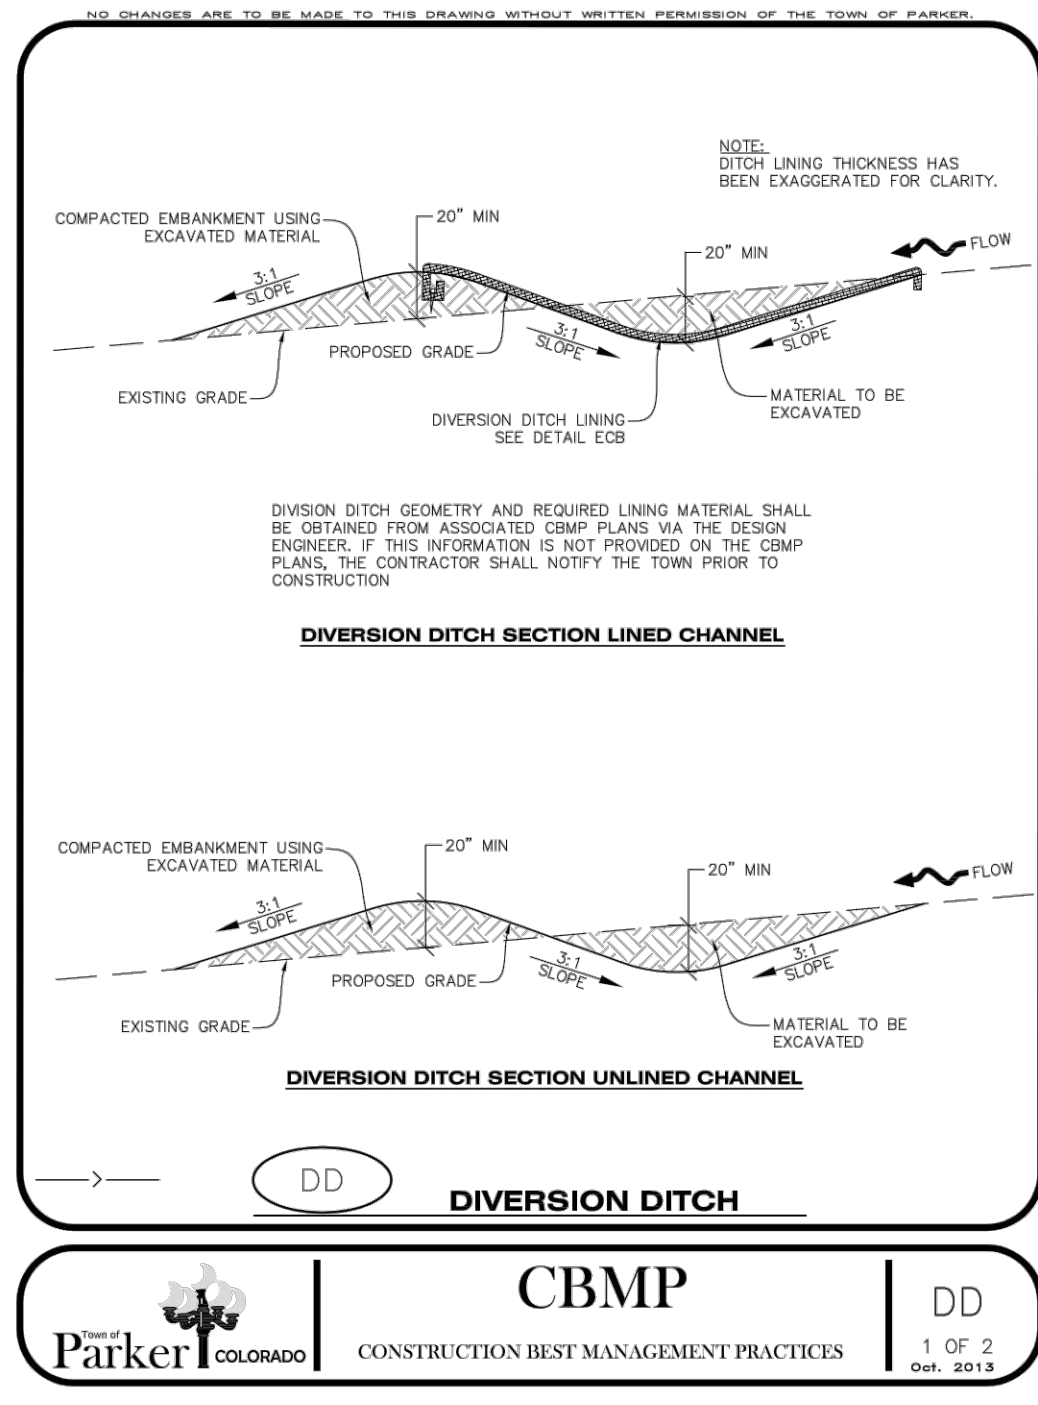 NO CHANGES ARE TO BE MADE TO THIS DRAWING WITHOUT WRITTEN PERMISSION OF THE TOWN OF PARKER.
NOTE:
DITCH LINING THICKNESS HAS
BEEN EXAGGERATED FOR CLARITY.
COMPACTED EMBANKMENT USING
EXCAVATED MATERIAL
20" MIN
20" MIN
FLOW
3:1
SLOPE
3:1
SLOPE
3:1
SLOPE
PROPOSED GRADE
EXISTING GRADE
MATERIAL TO BE
EXCAVATED
DIVERSION DITCH LINING
SEE DETAIL ECB
DIVISION DITCH GEOMETRY AND REQUIRED LINING MATERIAL SHALL
BE OBTAINED FROM ASSOCIATED CBMP PLANS VIA THE DESIGN
ENGINEER. IF THIS INFORMATION IS NOT PROVIDED ON THE CBMP
PLANS, THE CONTRACTOR SHALL NOTIFY THE TOWN PRIOR TO
CONSTRUCTION
DIVERSION DITCH SECTION LINED CHANNEL
COMPACTED EMBANKMENT USING
EXCAVATED MATERIAL
20" MIN
20" MIN
FLOW
3:1
SLOPE
3:1
SLOPE
3:1
SLOPE
PROPOSED GRADE
EXISTING GRADE
MATERIAL TO BE
EXCAVATED
DIVERSION DITCH SECTION UNLINED CHANNEL
DD
DIVERSION DITCH
Town of
Parker
COLORADO
CBMP
CONSTRUCTION BEST MANAGEMENT PRACTICES
DD
1 OF 2
Oct. 2013